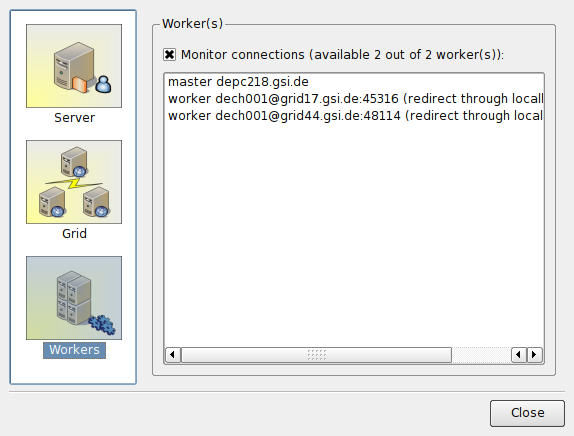 Server
Grid
Workers
Worker(s)
Monitor connections (available 2 out of 2 worker(s)):
master depc218.gsi.de
worker dech001@grid17.gsi.de:45316 (redirect through locall
worker dech001@grid44.gsi.de:48114 (redirect through local
Close